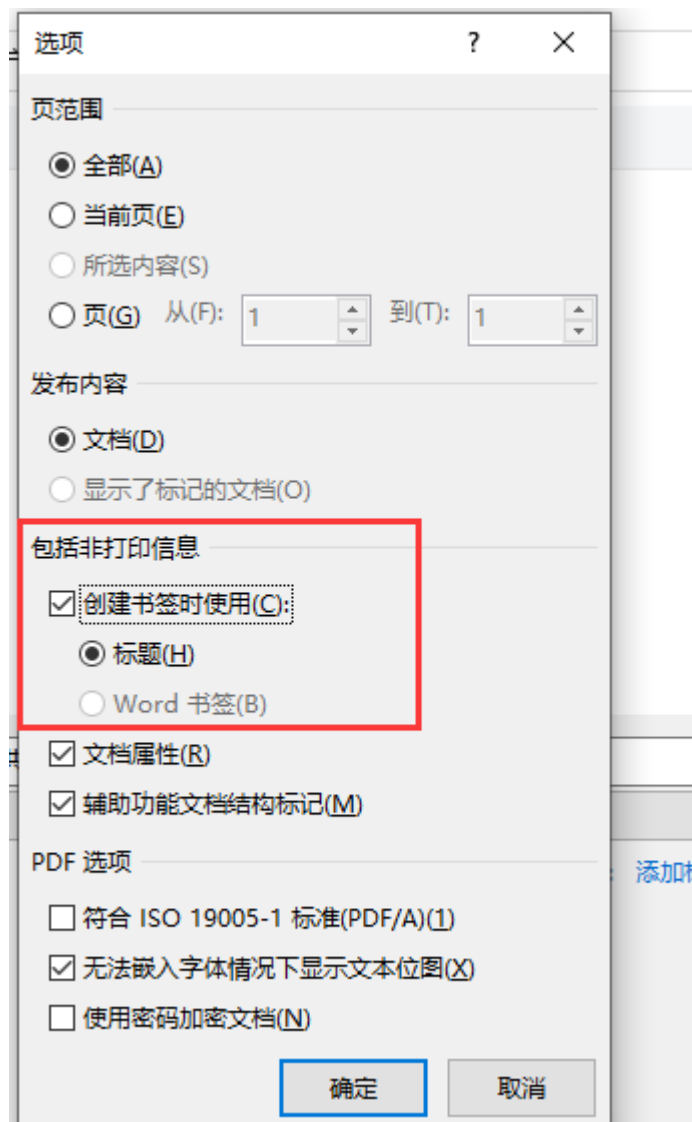 选项 ?
页范围
全部(A)
当前页(E)
所选内容(S)
页(G) 从(F): 1 到(T): 1
发布内容
文档(D)
显示了标记的文档(O)
包括非打印信息
创建书签时使用(C):
标题(H)
Word 书签(B)
文档属性(R)
辅助功能文档结构标记(M)
PDF 选项
添加
符合 ISO 19005-1 标准(PDF/A)(1)
无法嵌入字体情况下显示文本位图(X)
使用密码加密文档(N)
确定 取消